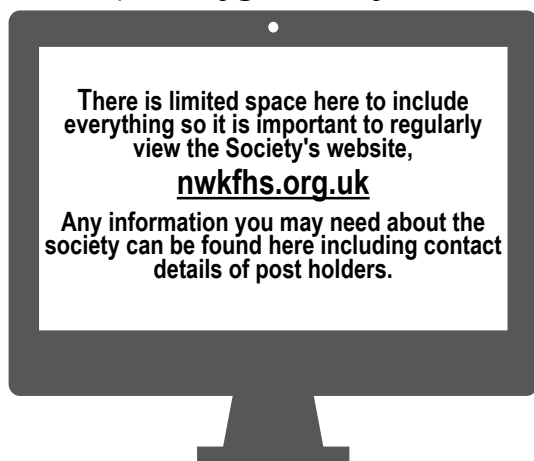 There is limited space here to include
everything so it is important to regularly
view the Society's website,
nwkfhs.org.uk
Any information you may need about the
society can be found here including contact
details of post holders.